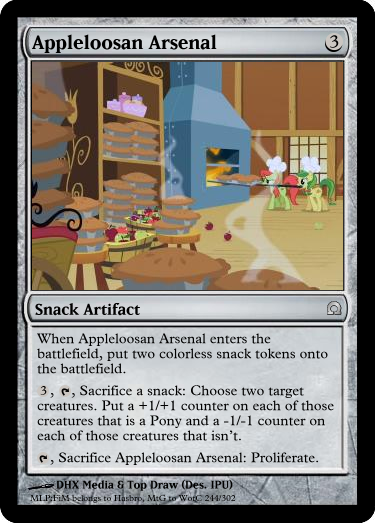 Appleloosan Arsenal 3
Snack Artifact
When Appleloosan Arsenal enters the
battlefield, put two colorless snack tokens onto
the battlefield.
3, , Sacrifice a snack: Choose two target
creatures. Put a +1/+1 counter on each of those
creatures that is a Pony and a -1/-1 counter on
each of those creatures that isn't.
, Sacrifice Appleloosan Arsenal: Proliferate.
DHX Media & Top Draw (Des. IPU)
MLP:FiM belongs to Hasbro, MtG to WotC 244/302